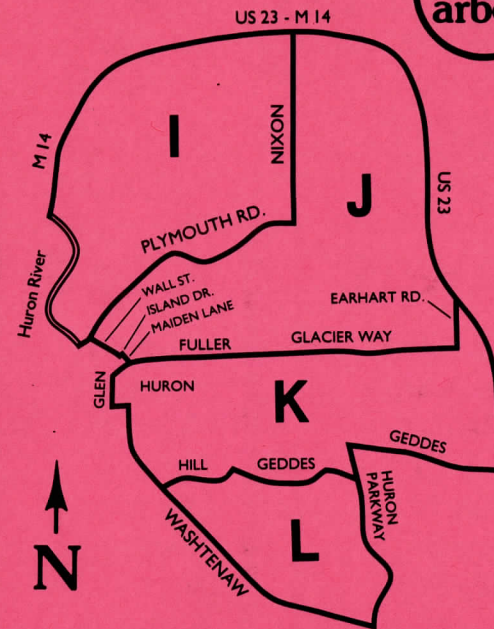 US 23 - M 14
arb
I
NIXON
M 14
J
US 23
PLYMOUTH RD.
Huron River
WALL ST.
ISLAND DR.
MAIDEN LANE
EARHART RD.
FULLER
GLACIER WAY
GLEN
HURON
K
HILL
GEDDES
GEDDES
HURON
PARKWAY
WASHTENAW
L
N